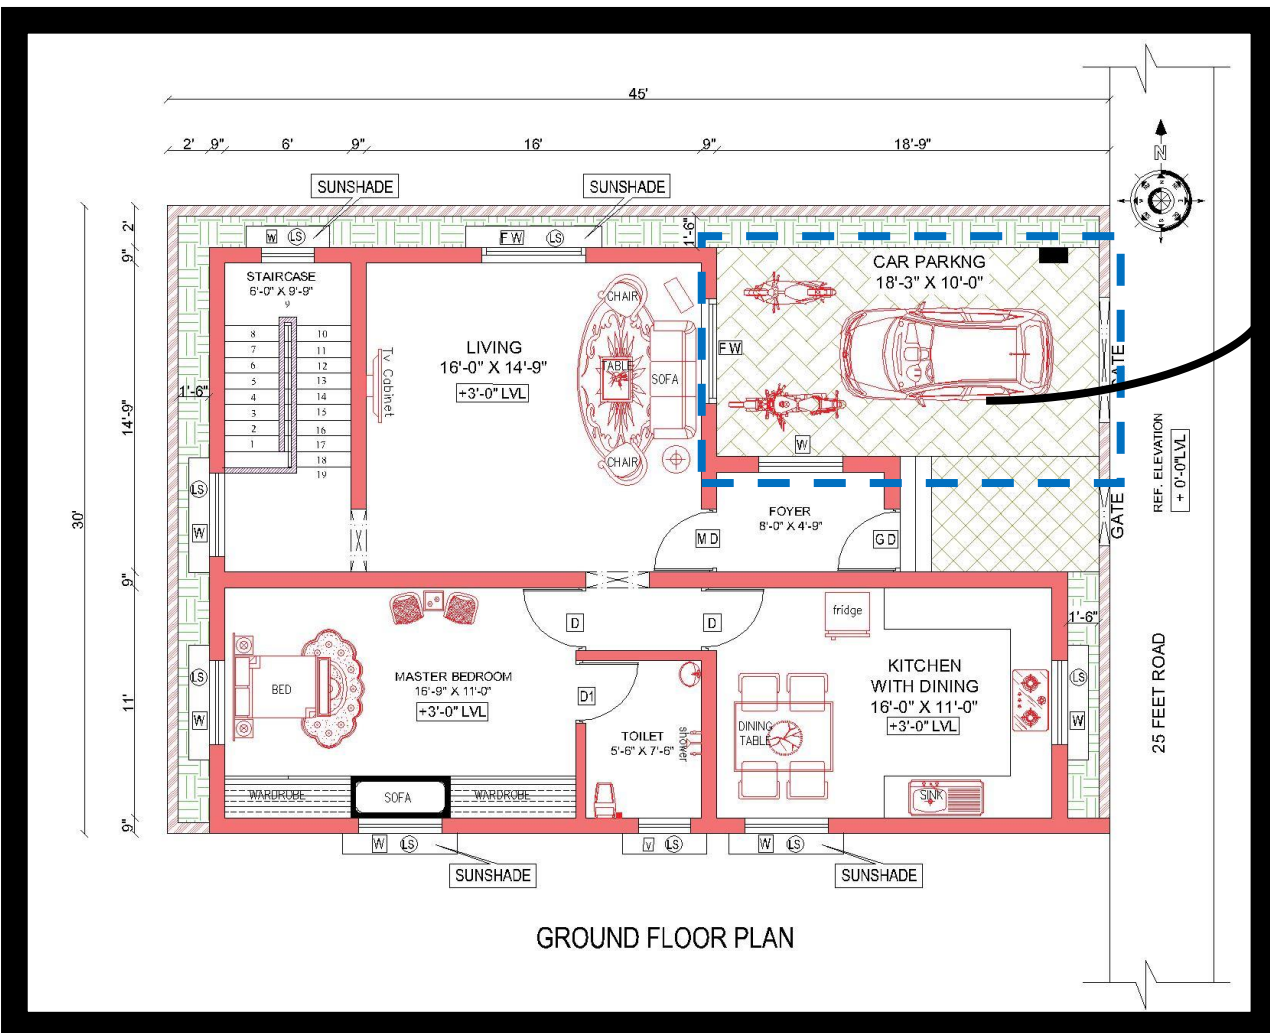 45'
2'
9"
6'
9"
16'
9"
18'-9"
N
SUNSHADE
SUNSHADE
2'
9"
14'-9"
30'
9"
11'
9"
W
LS
F W
LS
1'-6"
STAIRCASE
6'-0" X 9'-9"
9
8
7
6
5
4
3
2
1
10
11
12
13
14
15
16
17
18
19
1'-6"
LS
W
LIVING
16'-0" X 14'-9"
+3'-0" LVL
Tv Cabinet
CHAIR
TABLE
SOFA
CHAIR
CAR PARKNG
18'-3" X 10'-0"
F W
W
GATE
GATE
REF. ELEVATION
+ 0'-0"LVL
FOYER
8'-0" X 4'-9"
M D
G D
D
D
D1
1'-6"
25 FEET ROAD
LS
W
BED
MASTER BEDROOM
16'-9" X 11'-0"
+3'-0" LVL
WARDROBE
SOFA
WARDROBE
TOILET
5'-6" X 7'-6"
shower
fridge
KITCHEN
WITH DINING
16'-0" X 11'-0"
+3'-0" LVL
DINING
TABLE
SINK
LS
W
W
LS
V
LS
W
LS
SUNSHADE
SUNSHADE
GROUND FLOOR PLAN